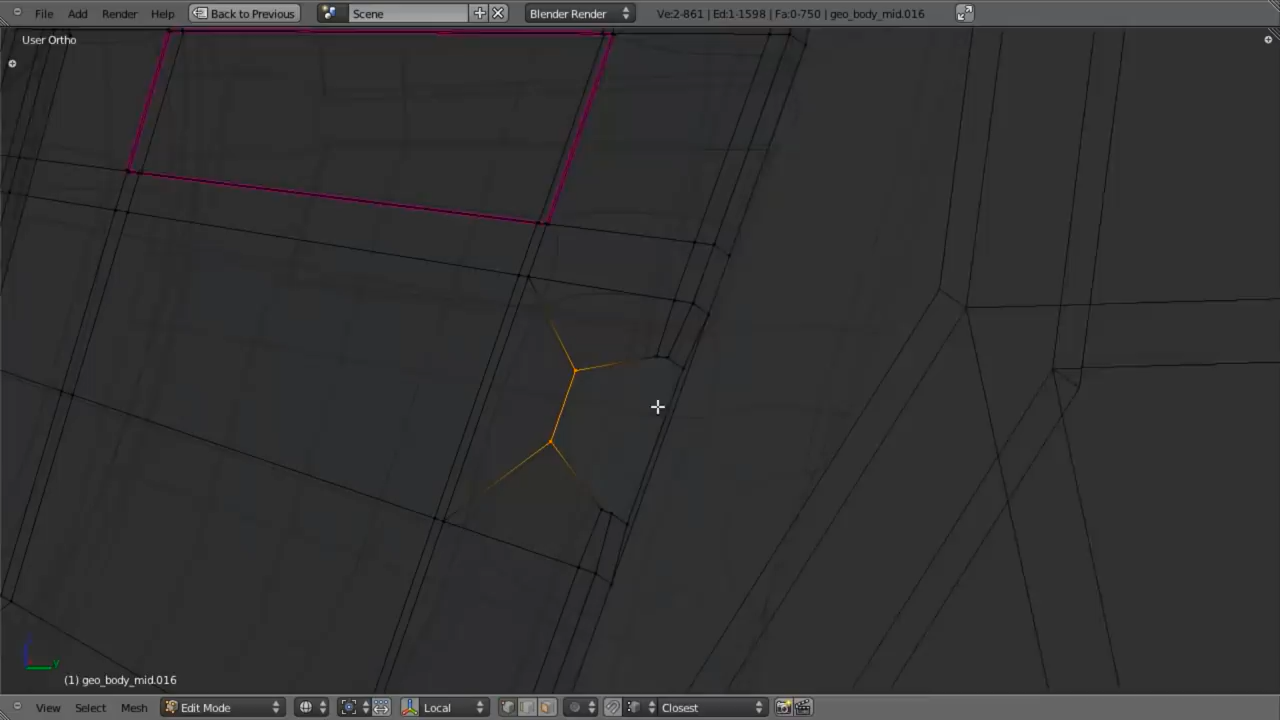 File Add Render Help Back to Previous Scene Blender Render Ve:2-861 | Ed:1-1598 | Fa:0-750 | geo_body_mid.016
User Ortho
Y
(1) geo_body_mid.016
View Select Mesh Edit Mode Local Closest